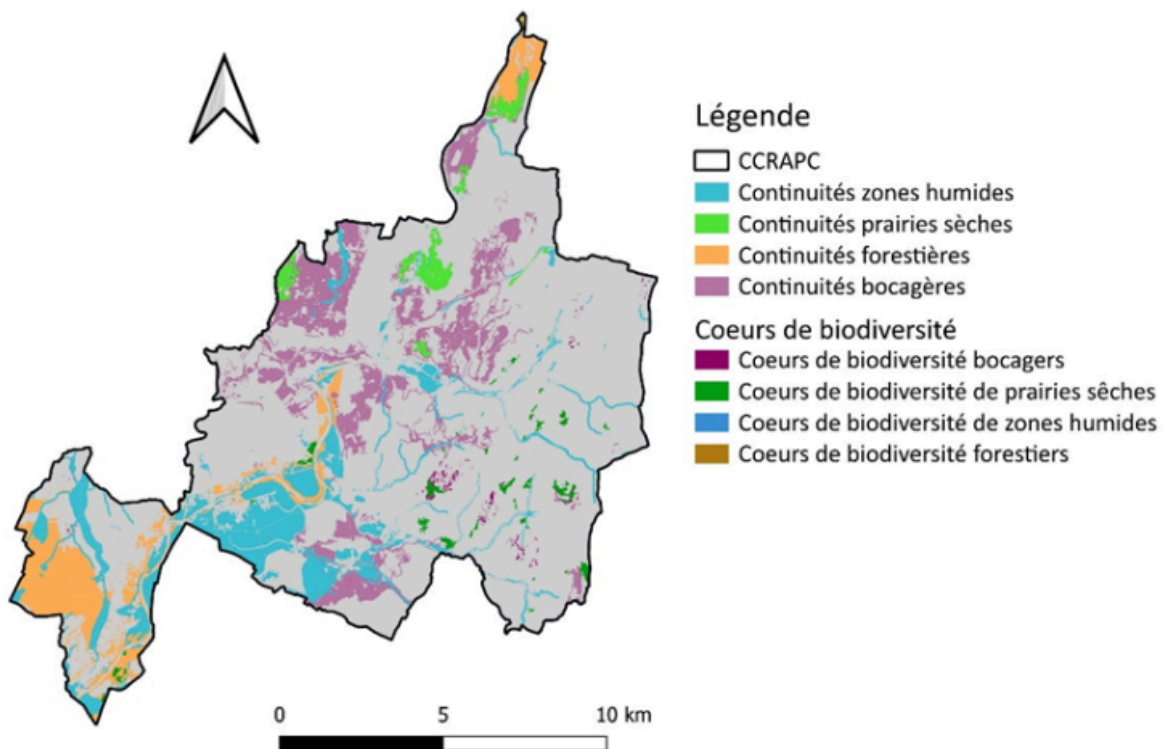 Légende
CCRAPC
Continuités zones humides
Continuités prairies sèches
Continuités forestières
Continuités bocagères
Coeurs de biodiversité
Coeurs de biodiversité bocagers
Coeurs de biodiversité de prairies sêches
Coeurs de biodiversité de zones humides
Coeurs de biodiversité forestiers
0 5 10 km